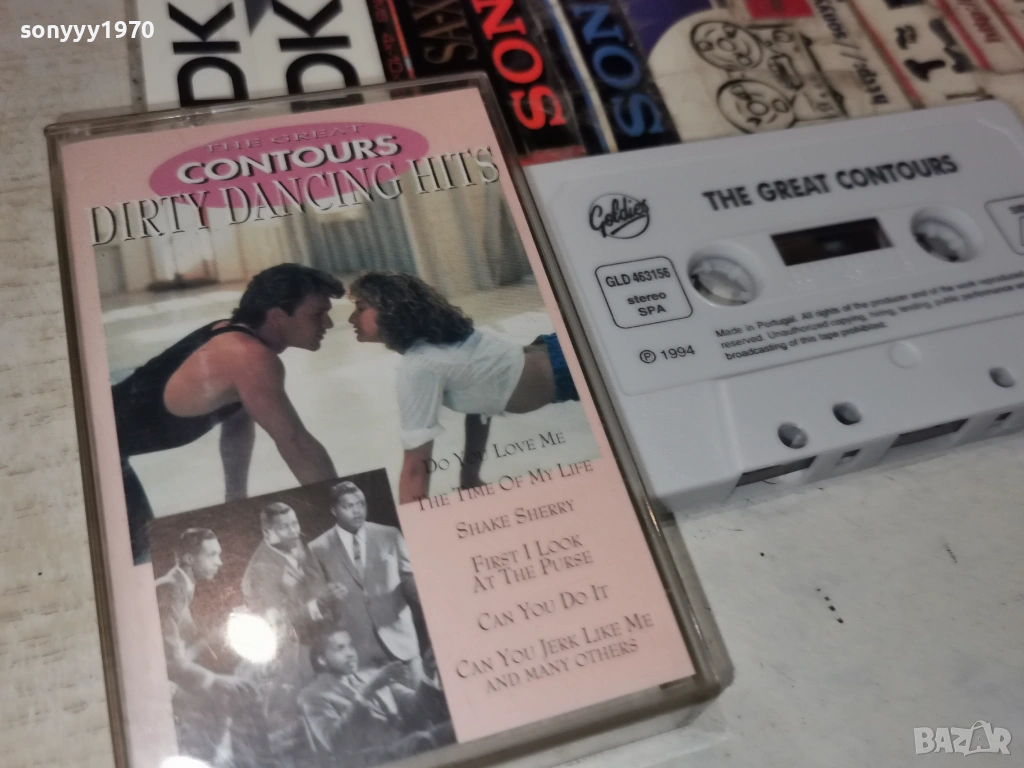 sonyyy1970
DK
DK
SA-X
SON
SON
http://
THE GREAT
CONTOURS
DIRTY DANCING HITS
DO YOU LOVE ME
THE TIME OF MY LIFE
SHAKE SHERRY
FIRST I LOOK
AT THE PURSE
CAN YOU DO IT
CAN YOU JERK LIKE ME
AND MANY OTHERS
Goldies
THE GREAT CONTOURS
GLD 463156
stereo
SPA
Ⓟ 1994
Made in Portugal. All rights of the producer and of the work reproduced
reserved. Unauthorized copying, hiring, lending, public performance and
broadcasting of this tape prohibited.
BAZAR